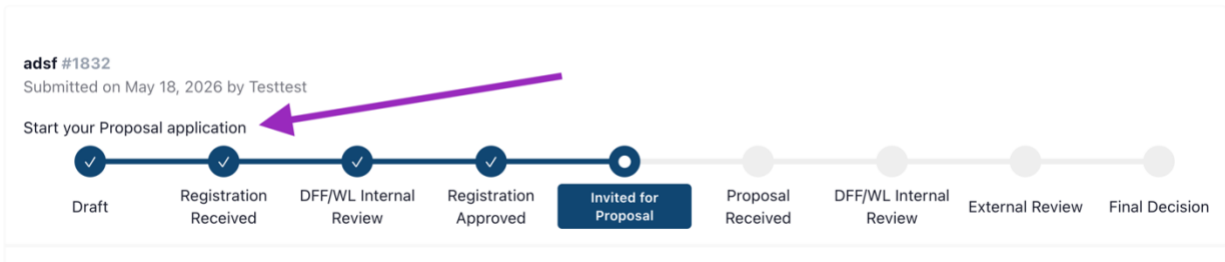 adsf #1832
Submitted on May 18, 2026 by Testtest
Start your Proposal application
Draft
Registration
Received
DFF/WL Internal
Review
Registration
Approved
Invited for
Proposal
Proposal
Received
DFF/WL Internal
Review
External Review
Final Decision